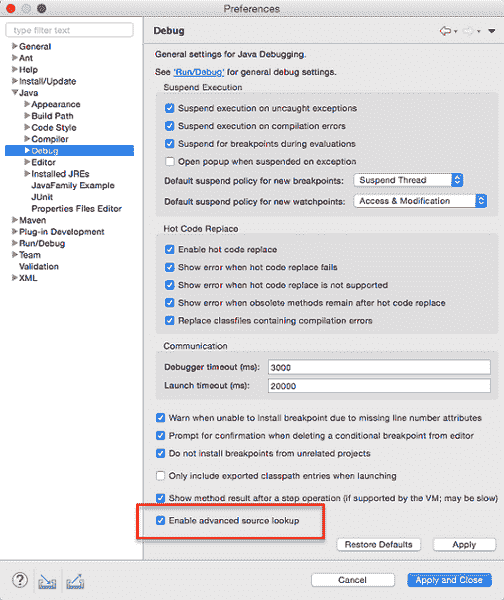 Preferences
type filter text
General
Ant
Help
Install/Update
Java
Appearance
Build Path
Code Style
Compiler
Debug
Editor
Installed JREs
JavaFamily Example
JUnit
Properties Files Editor
Maven
Plug-in Development
Run/Debug
Team
Validation
XML
Debug
General settings for Java Debugging.
See 'Run/Debug' for general debug settings.
Suspend Execution
Suspend execution on uncaught exceptions
Suspend execution on compilation errors
Suspend for breakpoints during evaluations
Open popup when suspended on exception
Default suspend policy for new breakpoints: Suspend Thread
Default suspend policy for new watchpoints: Access & Modification
Hot Code Replace
Enable hot code replace
Show error when hot code replace fails
Show error when hot code replace is not supported
Show error when obsolete methods remain after hot code replace
Replace classfiles containing compilation errors
Communication
Debugger timeout (ms): 3000
Launch timeout (ms): 20000
Warn when unable to install breakpoint due to missing line number attributes
Prompt for confirmation when deleting a conditional breakpoint from editor
Do not install breakpoints from unrelated projects
Only include exported classpath entries when launching
Show method result after a step operation (if supported by the VM; may be slow)
Enable advanced source lookup
Restore Defaults Apply
? Cancel Apply and Close